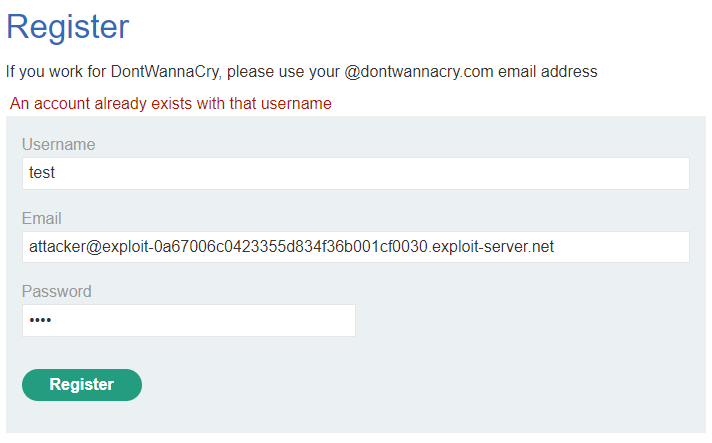 Register
If you work for DontWannaCry, please use your @dontwannacry.com email address
An account already exists with that username
Username
test
Email
attacker@exploit-0a67006c0423355d834f36b001cf0030.exploit-server.net
Password
••••
Register